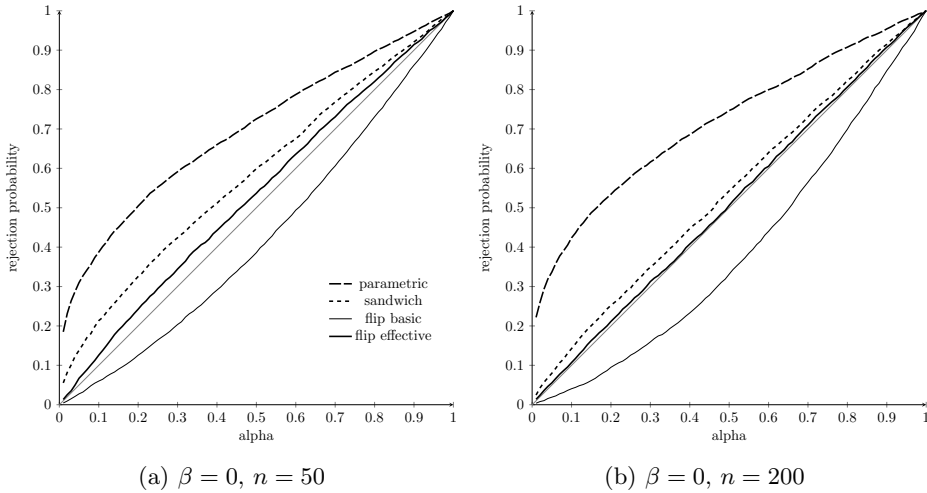 1
0.9
0.8
0.7
0.6
0.5
0.4
0.3
0.2
0.1
0
rejection probability
0 0.1 0.2 0.3 0.4 0.5 0.6 0.7 0.8 0.9 1
alpha
parametric
sandwich
flip basic
flip effective
(a) β = 0, n = 50
1
0.9
0.8
0.7
0.6
0.5
0.4
0.3
0.2
0.1
0
rejection probability
0 0.1 0.2 0.3 0.4 0.5 0.6 0.7 0.8 0.9 1
alpha
(b) β = 0, n = 200